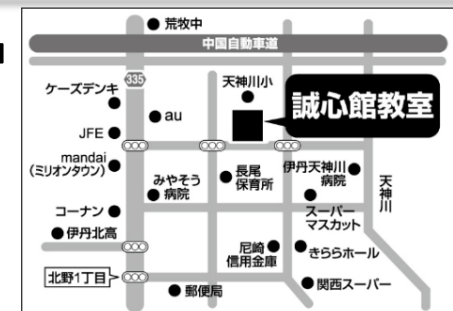 荒牧中
中国自動車道
335
ケーズデンキ
天神川小
au
誠心館教室
JFE
mandai
(ミリオンタウン)
みやそう
病院
長尾
保育所
伊丹天神川
病院
天神川
コーナン
スーパー
マスカット
伊丹北高
尼崎
信用金庫
きららホール
北野1丁目
郵便局
関西スーパー